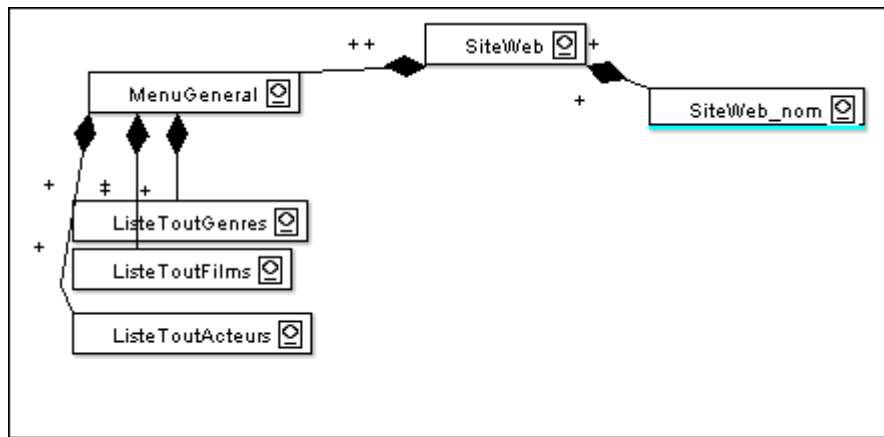 ++
SiteWeb
+
MenuGeneral
+
SiteWeb_nom
+
‡
+
ListeToutGenres
+
ListeToutFilms
ListeToutActeurs